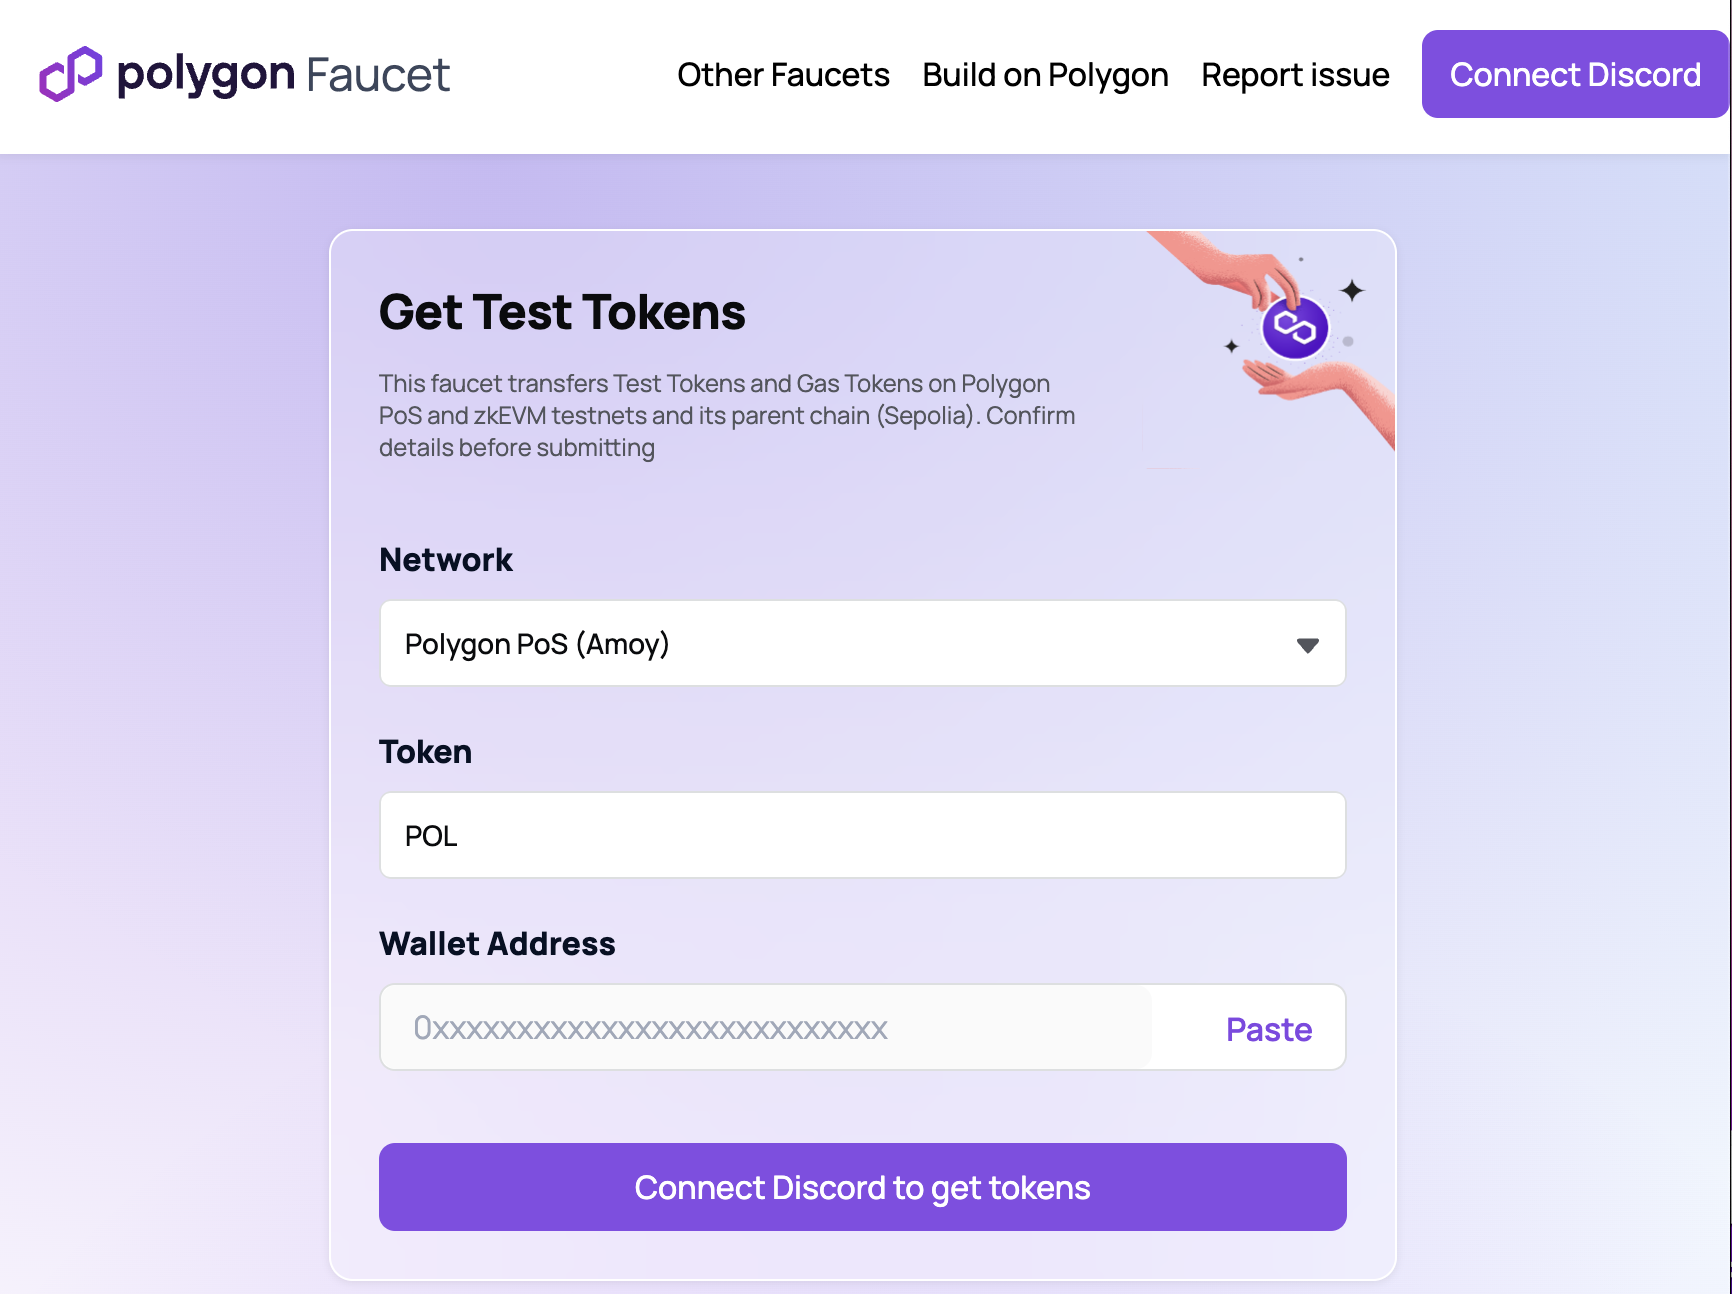 polygon Faucet
Other Faucets
Build on Polygon
Report issue
Connect Discord
Get Test Tokens
This faucet transfers Test Tokens and Gas Tokens on Polygon
PoS and zkEVM testnets and its parent chain (Sepolia). Confirm
details before submitting
Network
Polygon PoS (Amoy)
Token
POL
Wallet Address
0xxxxxxxxxxxxxxxxxxxxxxxxxxx
Paste
Connect Discord to get tokens